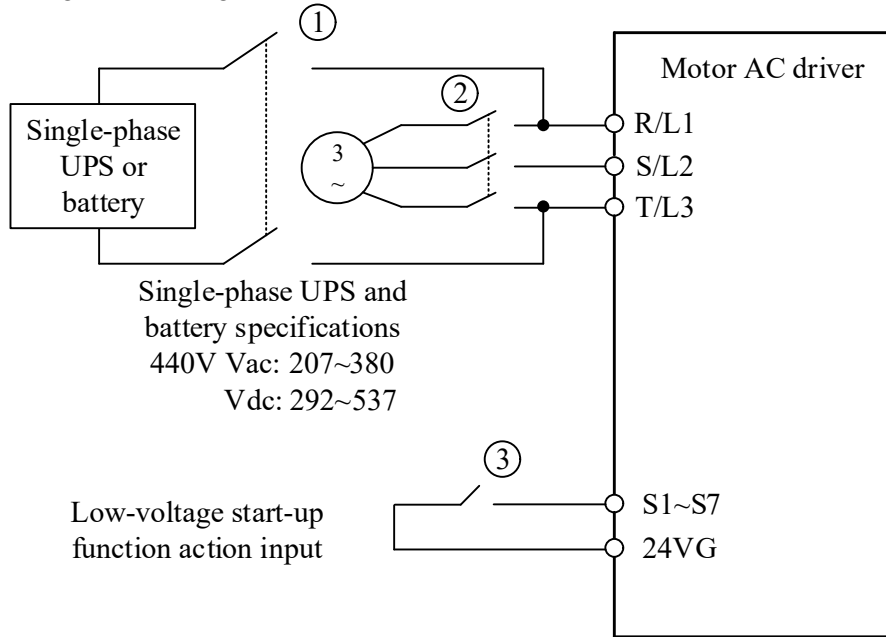 ①
Motor AC driver
②
R/L1
Single-phase
UPS or
battery
3
~
S/L2
T/L3
Single-phase UPS and
battery specifications
440V Vac: 207~380
Vdc: 292~537
③
Low-voltage start-up
function action input
S1~S7
24VG